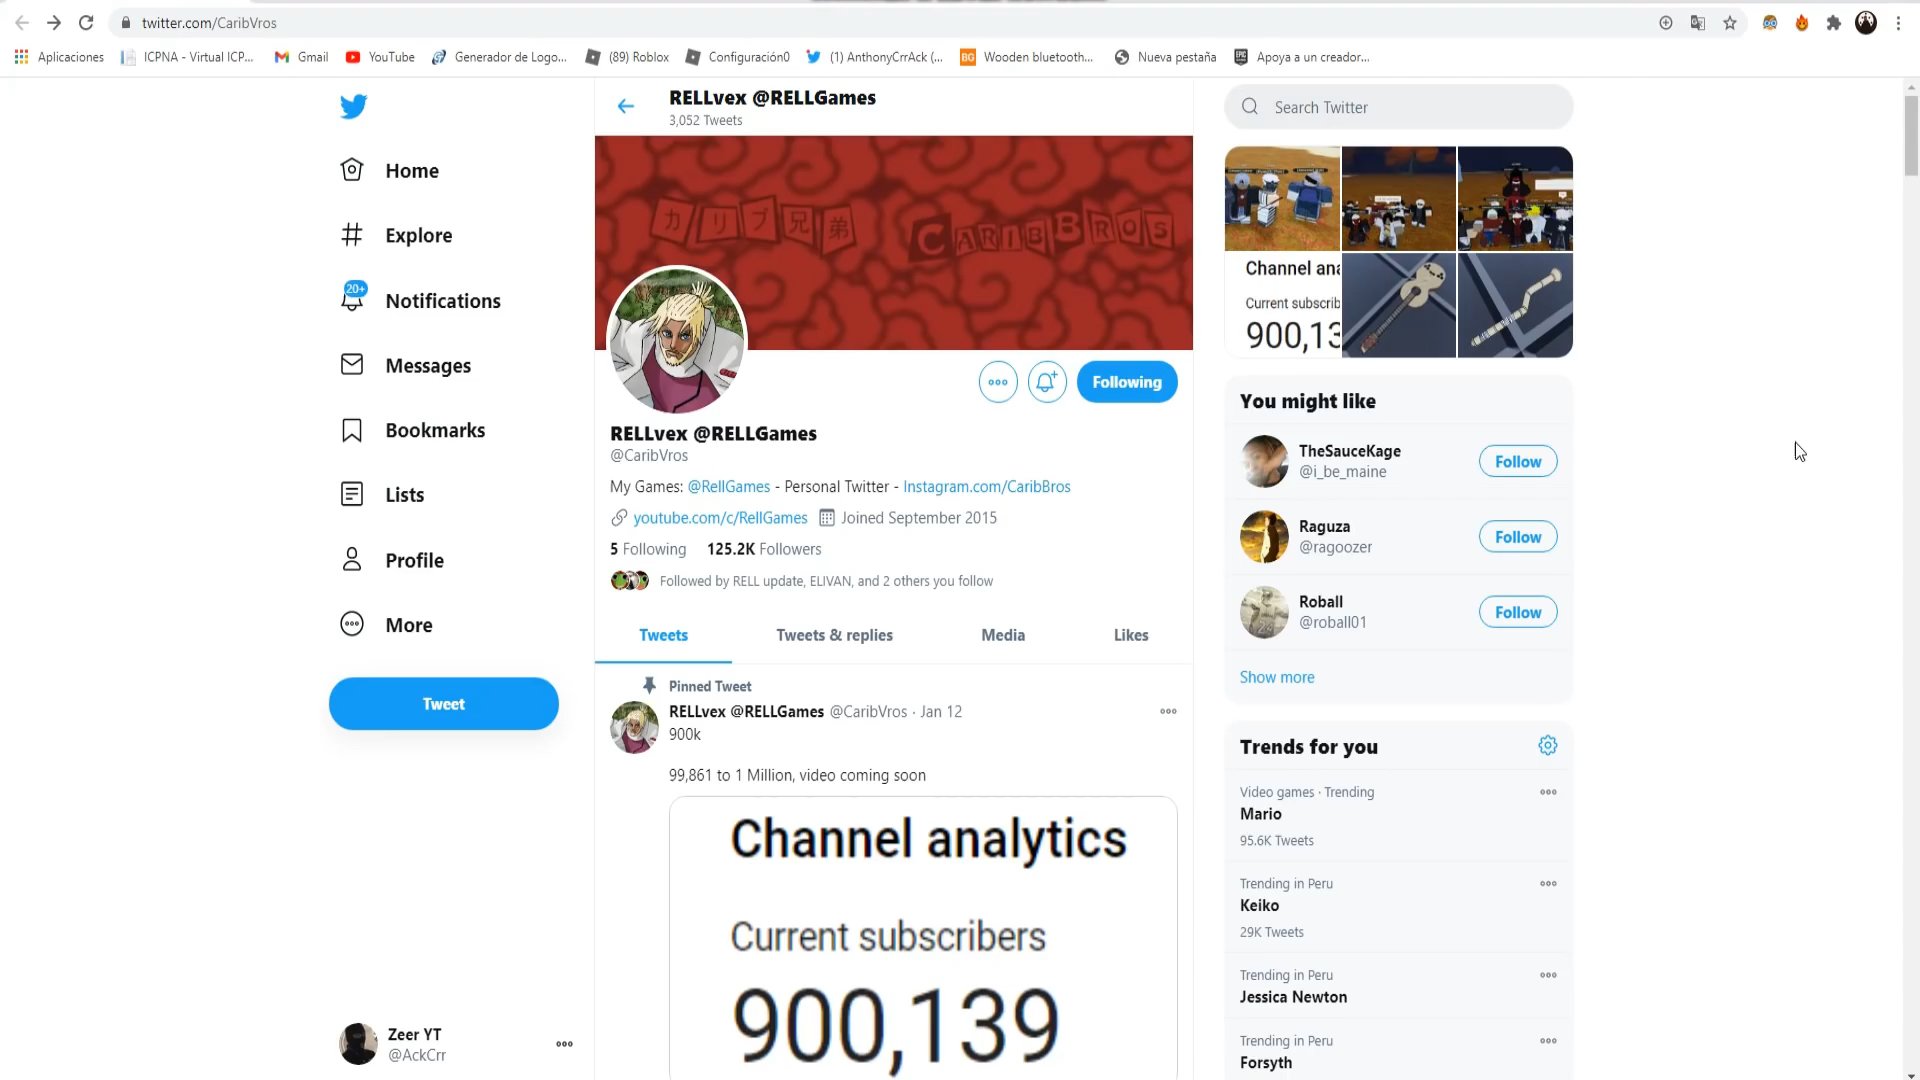 twitter.com/CaribVros
Aplicaciones
ICPNA - Virtual ICP...
Gmail
YouTube
Generador de Logo...
(89) Roblox
Configuración0
(1) AnthonyCrrAck (...
Wooden bluetooth...
Nueva pestaña
Apoya a un creador...
Home
Explore
20+
Notifications
Messages
Bookmarks
Lists
Profile
More
Tweet
Zeer YT
@AckCrr
RELLvex @RELLGames
3,052 Tweets
カリブ兄弟 CARIBBROS
Following
RELLvex @RELLGames
@CaribVros
My Games: @RellGames - Personal Twitter - Instagram.com/CaribBros
youtube.com/c/RellGames Joined September 2015
5 Following 125.2K Followers
Followed by RELL update, ELIVAN, and 2 others you follow
Tweets Tweets & replies Media Likes
Pinned Tweet
RELLvex @RELLGames @CaribVros · Jan 12
900k
99,861 to 1 Million, video coming soon
Channel analytics
Current subscribers
900,139
Search Twitter
Channel ana
Current subscrib
900,13
You might like
TheSauceKage
@i_be_maine
Follow
Raguza
@ragoozer
Follow
Roball
@roball01
Follow
Show more
Trends for you
Video games · Trending
Mario
95.6K Tweets
Trending in Peru
Keiko
29K Tweets
Trending in Peru
Jessica Newton
Trending in Peru
Forsyth